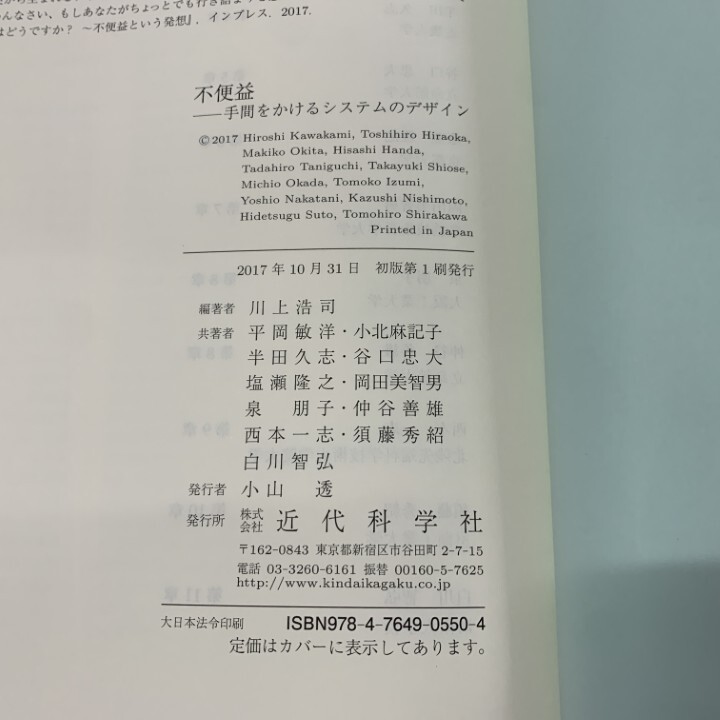 んなさい、もしあなたがちょっとでも行き詰ま
はどうですか? ～不便益という発想』. インプレス. 2017.
不便益
——手間をかけるシステムのデザイン
©2017 Hiroshi Kawakami, Toshihiro Hiraoka,
Makiko Okita, Hisashi Handa,
Tadahiro Taniguchi, Takayuki Shiose,
Michio Okada, Tomoko Izumi,
Yoshio Nakatani, Kazushi Nishimoto,
Hidetsugu Suto, Tomohiro Shirakawa
Printed in Japan
2017 年 10 月 31 日 初版第 1 刷発行
編著者 川上浩司
共著者 平岡敏洋・小北麻記子
半田久志・谷口忠大
塩瀬隆之・岡田美智男
泉 朋子・仲谷善雄
西本一志・須藤秀紹
白川智弘
発行者 小山 透
発行所 株式会社 近代科学社
〒162-0843 東京都新宿区市谷田町 2-7-15
電話 03-3260-6161 振替 00160-5-7625
http://www.kindaikagaku.co.jp
大日本法令印刷 ISBN978-4-7649-0550-4
定価はカバーに表示してあります。